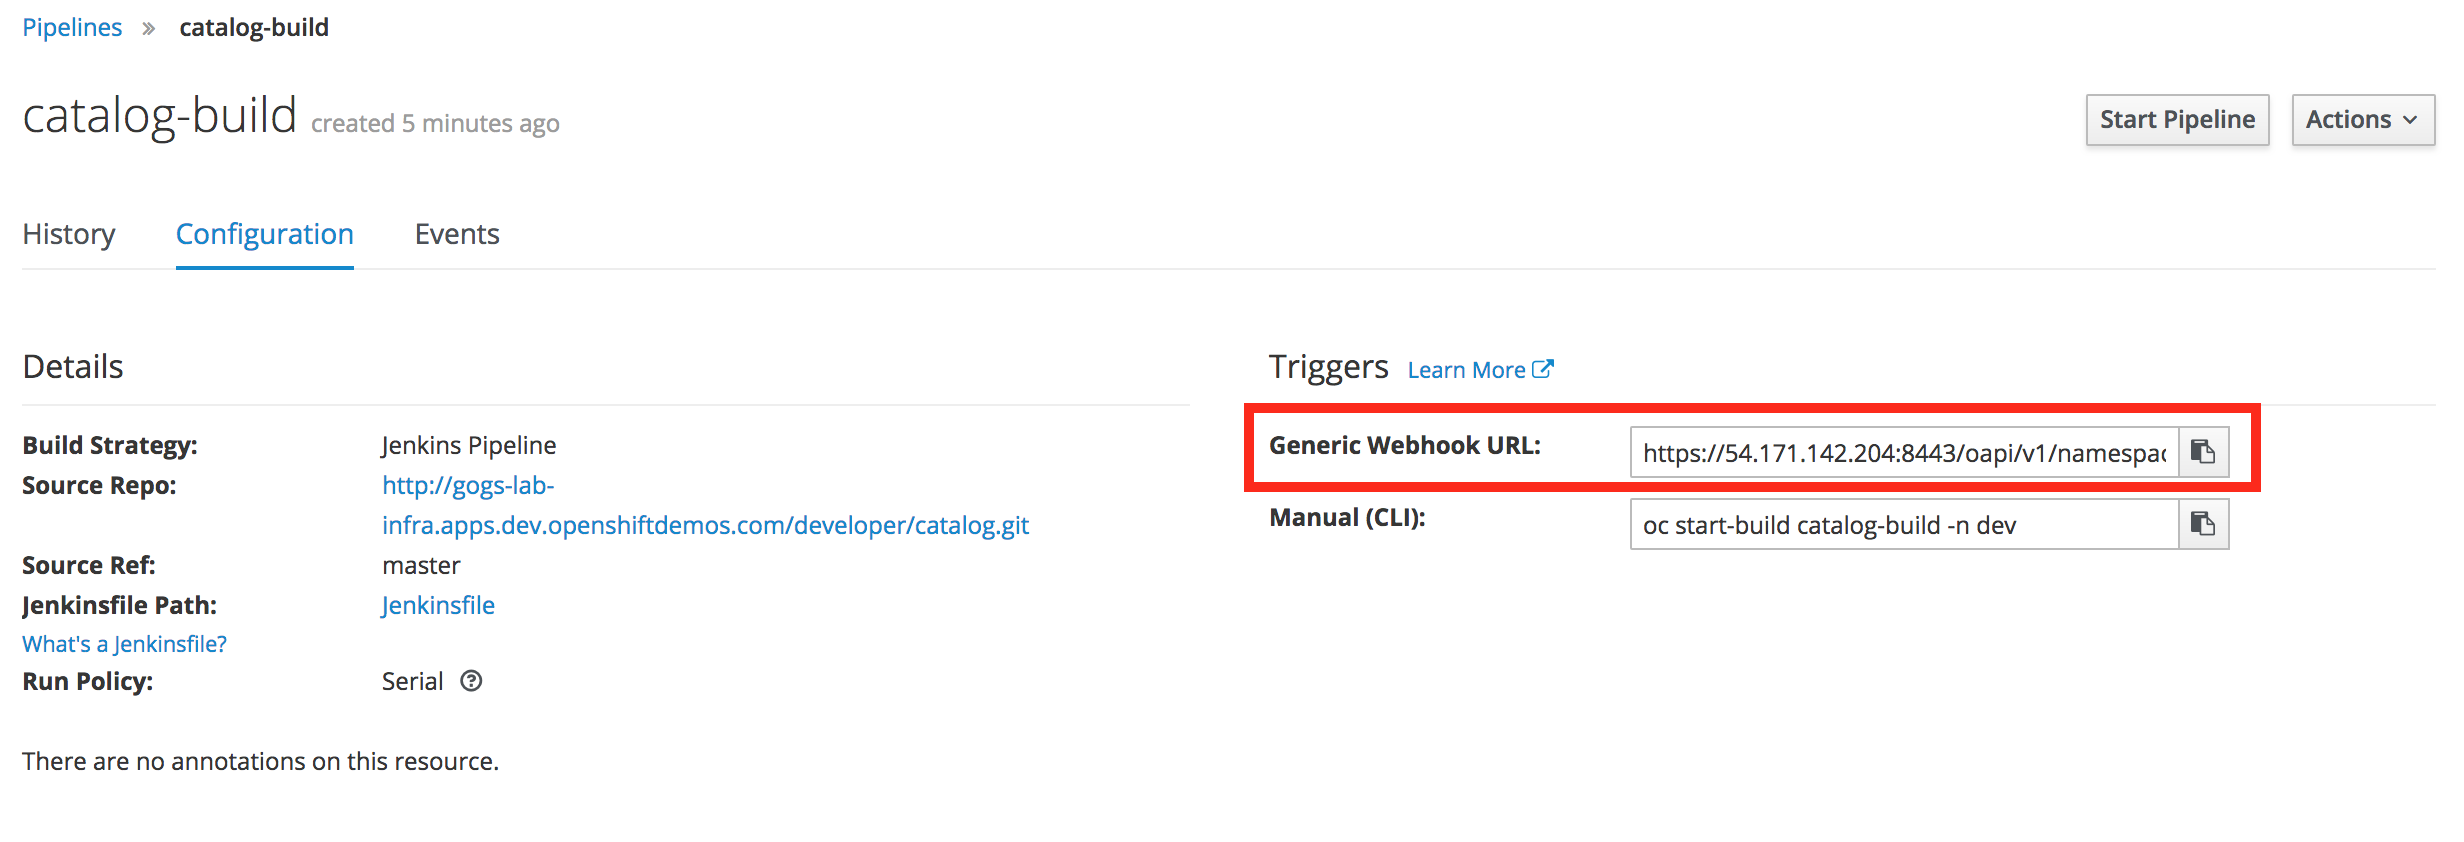 Pipelines » catalog-build
catalog-build created 5 minutes ago
Start Pipeline
Actions
History
Configuration
Events
Details
Build Strategy: Jenkins Pipeline
Source Repo: http://gogs-lab-
infra.apps.dev.openshiftdemos.com/developer/catalog.git
Source Ref: master
Jenkinsfile Path: Jenkinsfile
What's a Jenkinsfile?
Run Policy: Serial
There are no annotations on this resource.
Triggers Learn More
Generic Webhook URL: https://54.171.142.204:8443/oapi/v1/namespac
Manual (CLI): oc start-build catalog-build -n dev